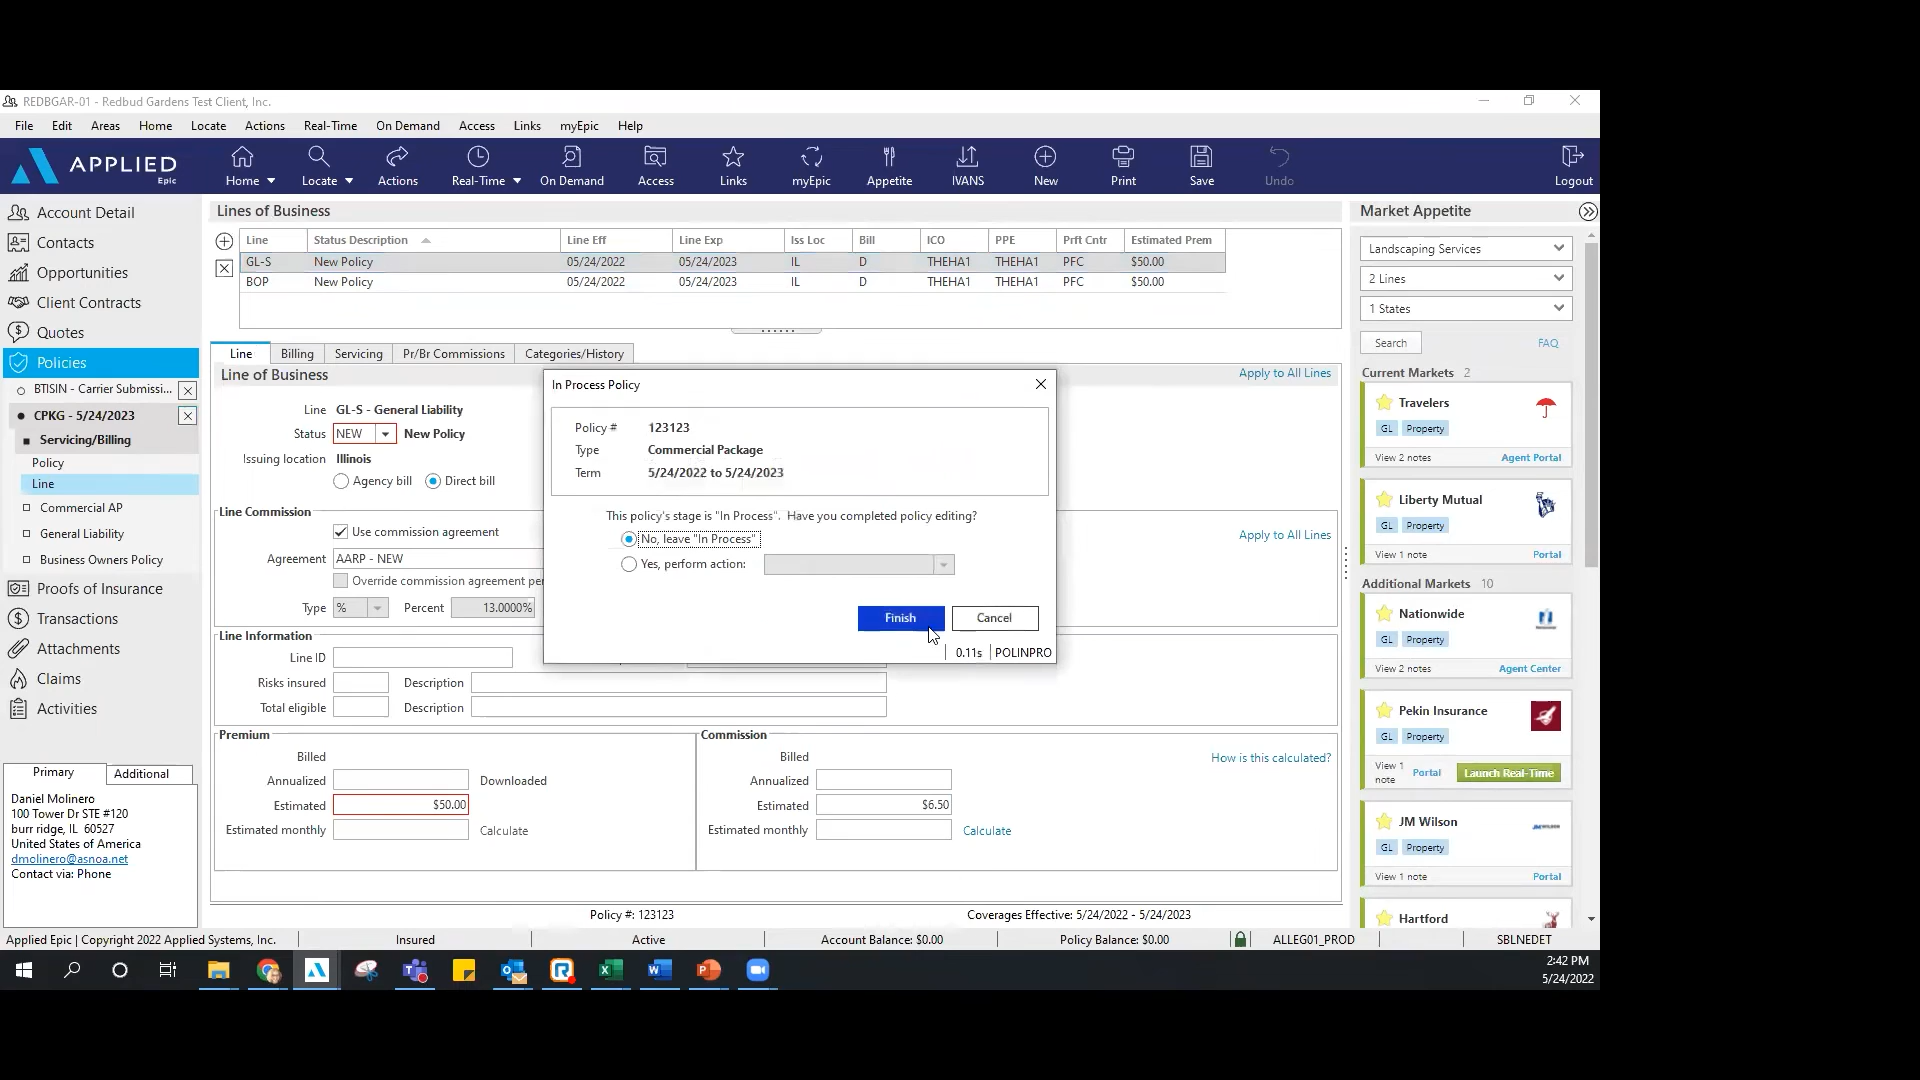 REDBGAR-01 - Redbud Gardens Test Client, Inc.
File Edit Areas Home Locate Actions Real-Time On Demand Access Links myEpic Help
APPLIED
Epic
Home Locate Actions Real-Time On Demand Access Links myEpic Appetite IVANS New Print Save Undo Logout
Account Detail
Contacts
Opportunities
Client Contracts
Quotes
Policies
BTISIN - Carrier Submissi...
CPKG - 5/24/2023
Servicing/Billing
Policy
Line
Commercial AP
General Liability
Business Owners Policy
Proofs of Insurance
Transactions
Attachments
Claims
Activities
Primary Additional
Daniel Molinero
100 Tower Dr STE #120
burr ridge, IL 60527
United States of America
dmolinero@asnoa.net
Contact via: Phone
Lines of Business
Line Status Description Line Eff Line Exp Iss Loc Bill ICO PPE Prft Cntr Estimated Prem
GL-S New Policy 05/24/2022 05/24/2023 IL D THEHA1 THEHA1 PFC $50.00
BOP New Policy 05/24/2022 05/24/2023 IL D THEHA1 THEHA1 PFC $50.00
Line Billing Servicing Pr/Br Commissions Categories/History
Line of Business Apply to All Lines
Line GL-S - General Liability
Status NEW New Policy
Issuing location Illinois
Agency bill Direct bill
Line Commission
Use commission agreement Apply to All Lines
Agreement AARP - NEW
Override commission agreement per
Type % Percent 13.0000%
Line Information
Line ID
Risks insured Description
Total eligible Description
Premium
Billed
Annualized Downloaded
Estimated $50.00
Estimated monthly Calculate
Commission
Billed How is this calculated?
Annualized
Estimated $6.50
Estimated monthly Calculate
Policy #: 123123 Coverages Effective: 5/24/2022 - 5/24/2023
In Process Policy
Policy # 123123
Type Commercial Package
Term 5/24/2022 to 5/24/2023
This policy's stage is "In Process". Have you completed policy editing?
No, leave "In Process"
Yes, perform action:
Finish Cancel
0.11s POLINPRO
Market Appetite
Landscaping Services
2 Lines
1 States
Search FAQ
Current Markets 2
Travelers
GL Property
View 2 notes Agent Portal
Liberty Mutual
GL Property
View 1 note Portal
Additional Markets 10
Nationwide
GL Property
View 2 notes Agent Center
Pekin Insurance
GL Property
View 1 note Portal Launch Real-Time
JM Wilson
GL Property
View 1 note Portal
Hartford
Applied Epic | Copyright 2022 Applied Systems, Inc. Insured Active Account Balance: $0.00 Policy Balance: $0.00 ALLEG01_PROD SBLNEDET
2:42 PM
5/24/2022